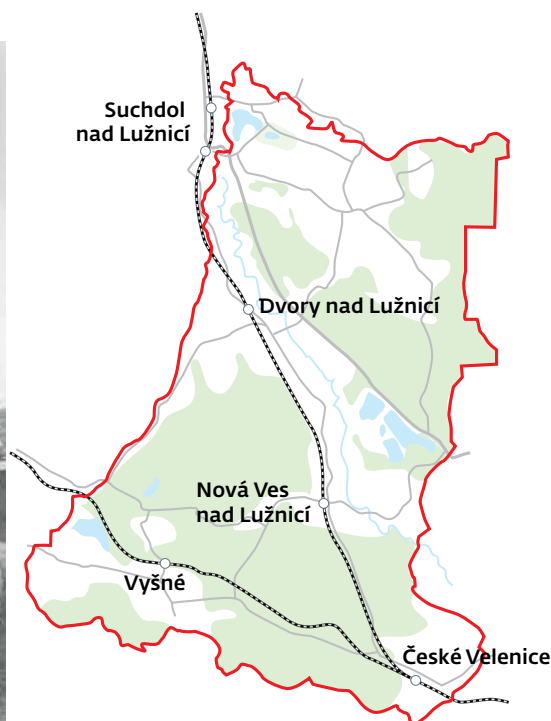 Suchdol
nad Lužnicí
Dvory nad Lužnicí
Nová Ves
nad Lužnicí
Vyšné
České Velenice